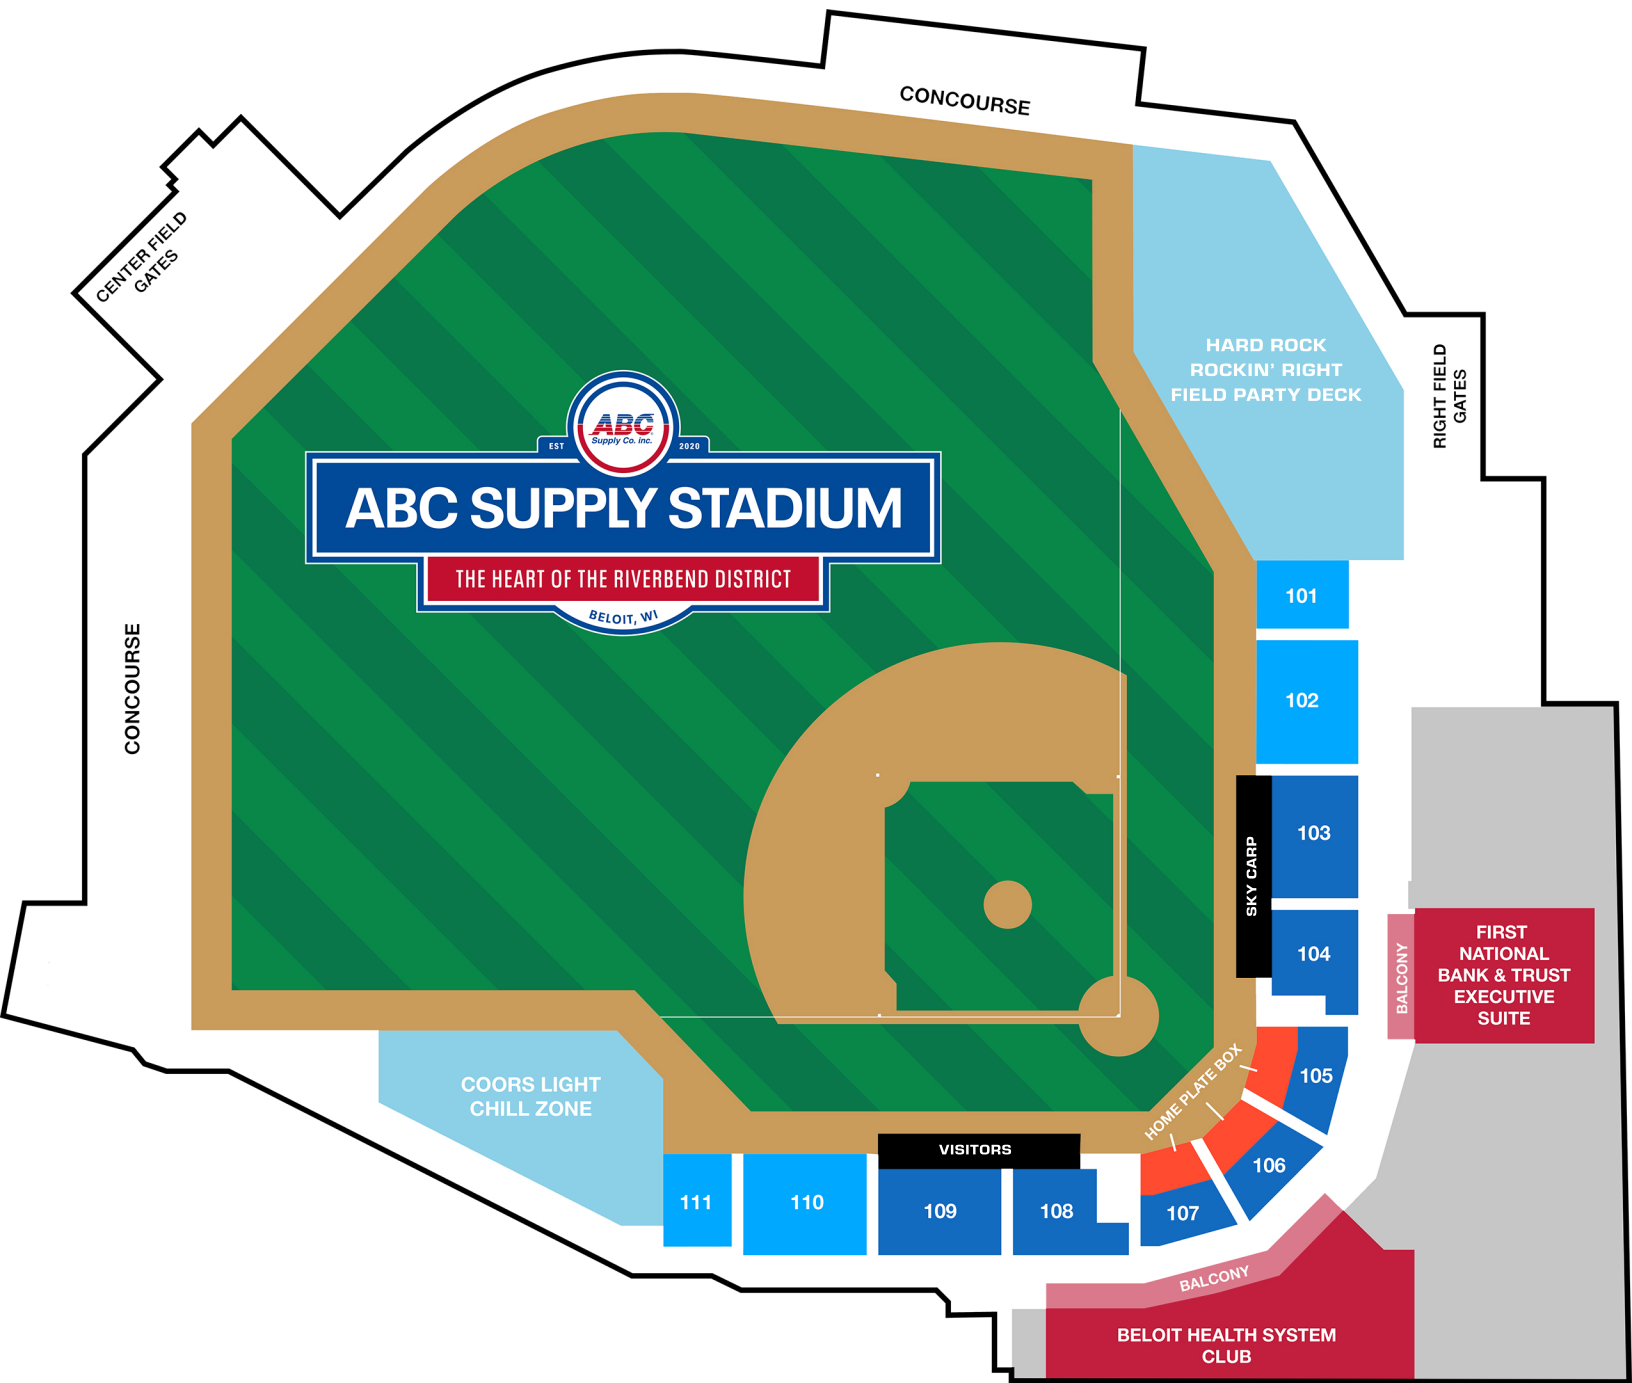 CONCOURSE
CENTER FIELD
GATES
HARD ROCK
ROCKIN' RIGHT
FIELD PARTY DECK
RIGHT FIELD
GATES
ABC
Supply Co. inc.
EST
2020
ABC SUPPLY STADIUM
THE HEART OF THE RIVERBEND DISTRICT
BELOIT, WI
CONCOURSE
101
102
103
SKY CARP
104
BALCONY
FIRST
NATIONAL
BANK & TRUST
EXECUTIVE
SUITE
HOME PLATE BOX
105
106
107
COORS LIGHT
CHILL ZONE
VISITORS
111
110
109
108
BALCONY
BELOIT HEALTH SYSTEM
CLUB